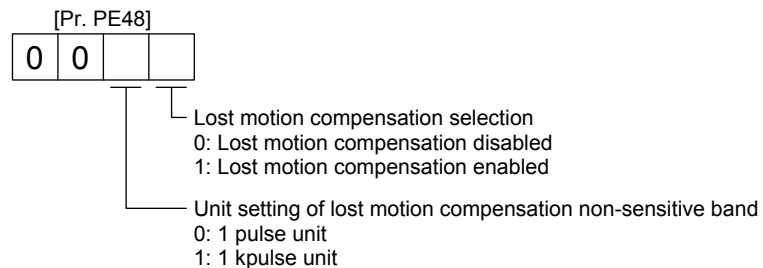 [Pr. PE48]
0 0
Lost motion compensation selection
0: Lost motion compensation disabled
1: Lost motion compensation enabled
Unit setting of lost motion compensation non-sensitive band
0: 1 pulse unit
1: 1 kpulse unit